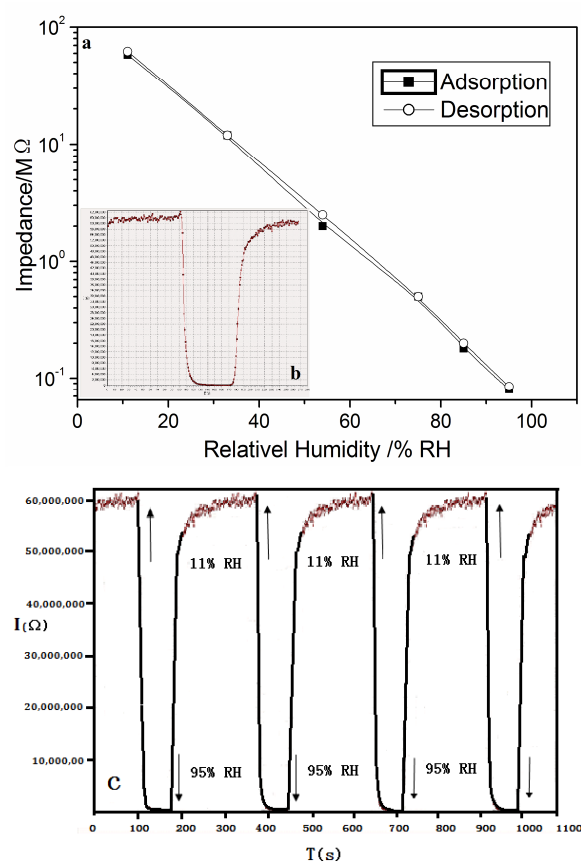 10²
a
Adsorption
Desorption
10¹
10⁰
10⁻¹
Impedance/MΩ
b
0 20 40 60 80 100
Relativel Humidity /% RH
60,000,000
50,000,000
40,000,000
30,000,000
20,000,000
10,000,00
I(Ω)
11% RH 11% RH 11% RH
95% RH 95% RH 95% RH
C
0 100 200 300 400 500 600 700 800 900 1000 1100
T(s)